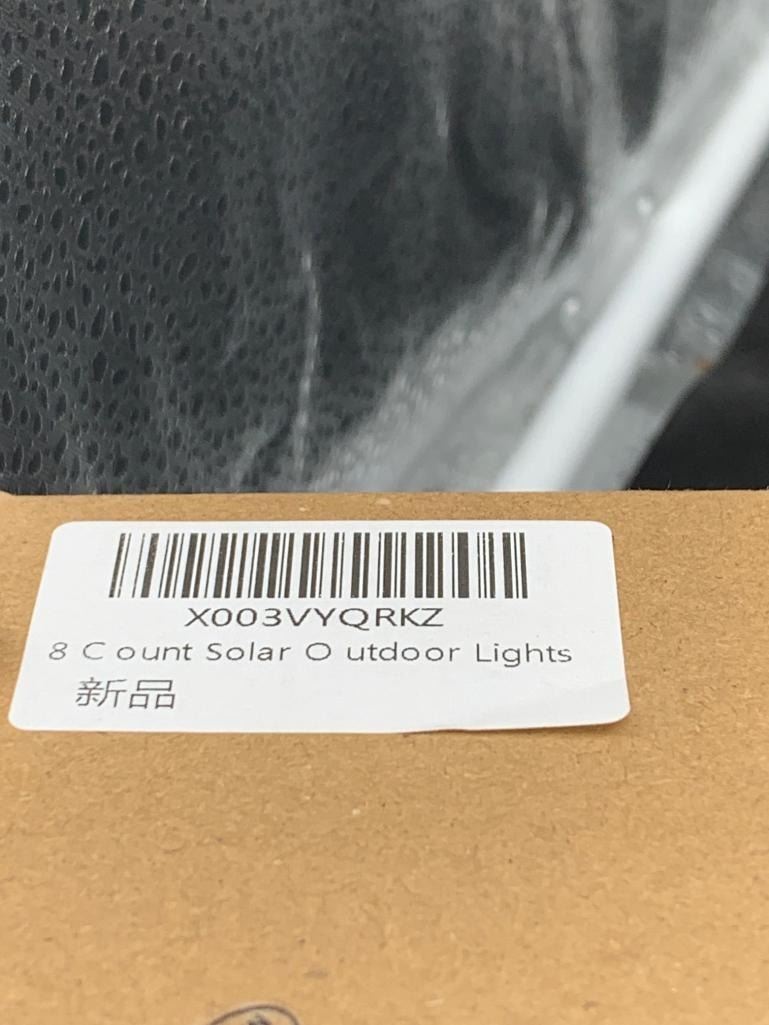 X003VYQRKZ
8 C ount Solar O utdoor Lights
新品